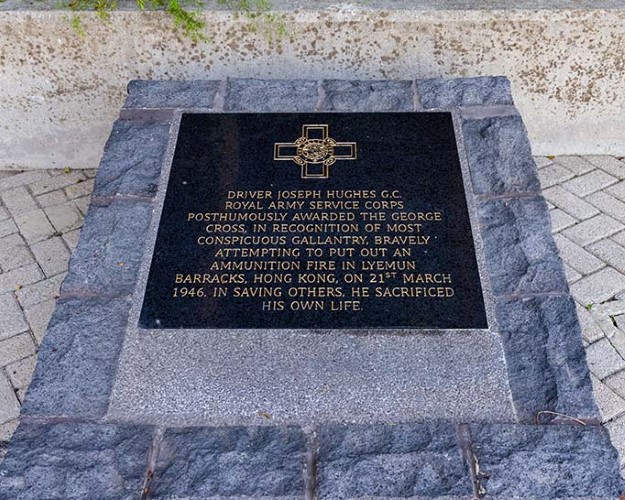 DRIVER JOSEPH HUGHES G.C.
ROYAL ARMY SERVICE CORPS
POSTHUMOUSLY AWARDED THE GEORGE
CROSS, IN RECOGNITION OF MOST
CONSPICUOUS GALLANTRY, BRAVELY
ATTEMPTING TO PUT OUT AN
AMMUNITION FIRE IN LYEMUN
BARRACKS, HONG KONG, ON 21ST MARCH
1946. IN SAVING OTHERS, HE SACRIFICED
HIS OWN LIFE.